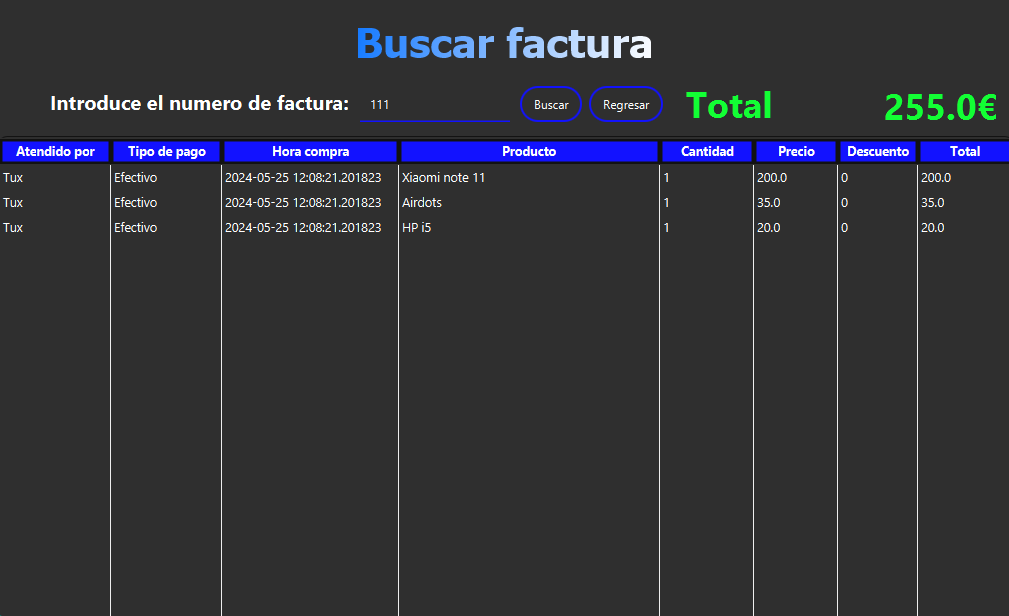 Buscar factura
Introduce el numero de factura: 111 Buscar Regresar Total 255.0€
Atendido por Tipo de pago Hora compra Producto Cantidad Precio Descuento Total
Tux Efectivo 2024-05-25 12:08:21.201823 Xiaomi note 11 1 200.0 0 200.0
Tux Efectivo 2024-05-25 12:08:21.201823 Airdots 1 35.0 0 35.0
Tux Efectivo 2024-05-25 12:08:21.201823 HP i5 1 20.0 0 20.0